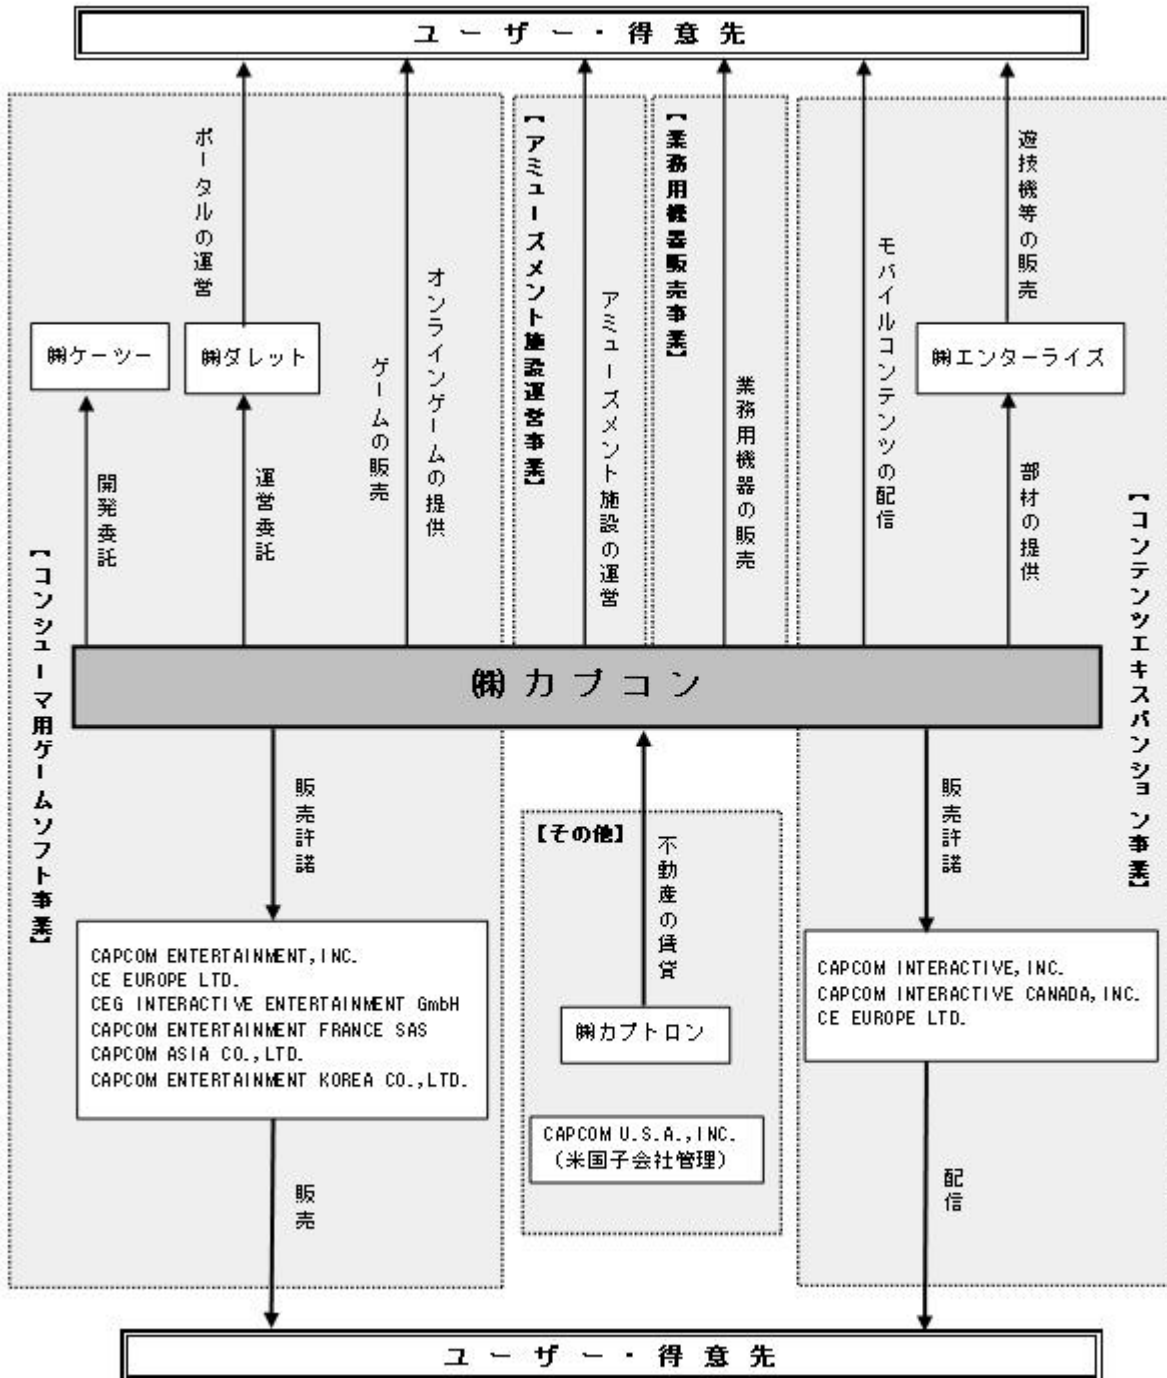 ユーザー・得意先
ポータルの運営
オンラインゲームの提供
ゲームの販売
【アミューズメント施設運営事業】
アミューズメント施設の運営
【業務用機器販売事業】
業務用機器の販売
モバイルコンテンツの配信
遊技機等の販売
㈱ケーツー
㈱ダレット
㈱エンターライズ
開発委託
運営委託
部材の提供
【コンシューマ用ゲームソフト事業】
【コンテンツエキスパンション事業】
㈱カプコン
販売許諾
【その他】
不動産の賃貸
販売許諾
CAPCOM ENTERTAINMENT,INC.
CE EUROPE LTD.
CEG INTERACTIVE ENTERTAINMENT GmbH
CAPCOM ENTERTAINMENT FRANCE SAS
CAPCOM ASIA CO.,LTD.
CAPCOM ENTERTAINMENT KOREA CO.,LTD.
㈱カプトロン
CAPCOM U.S.A.,INC.
（米国子会社管理）
CAPCOM INTERACTIVE,INC.
CAPCOM INTERACTIVE CANADA,INC.
CE EUROPE LTD.
販売
配信
ユーザー・得意先